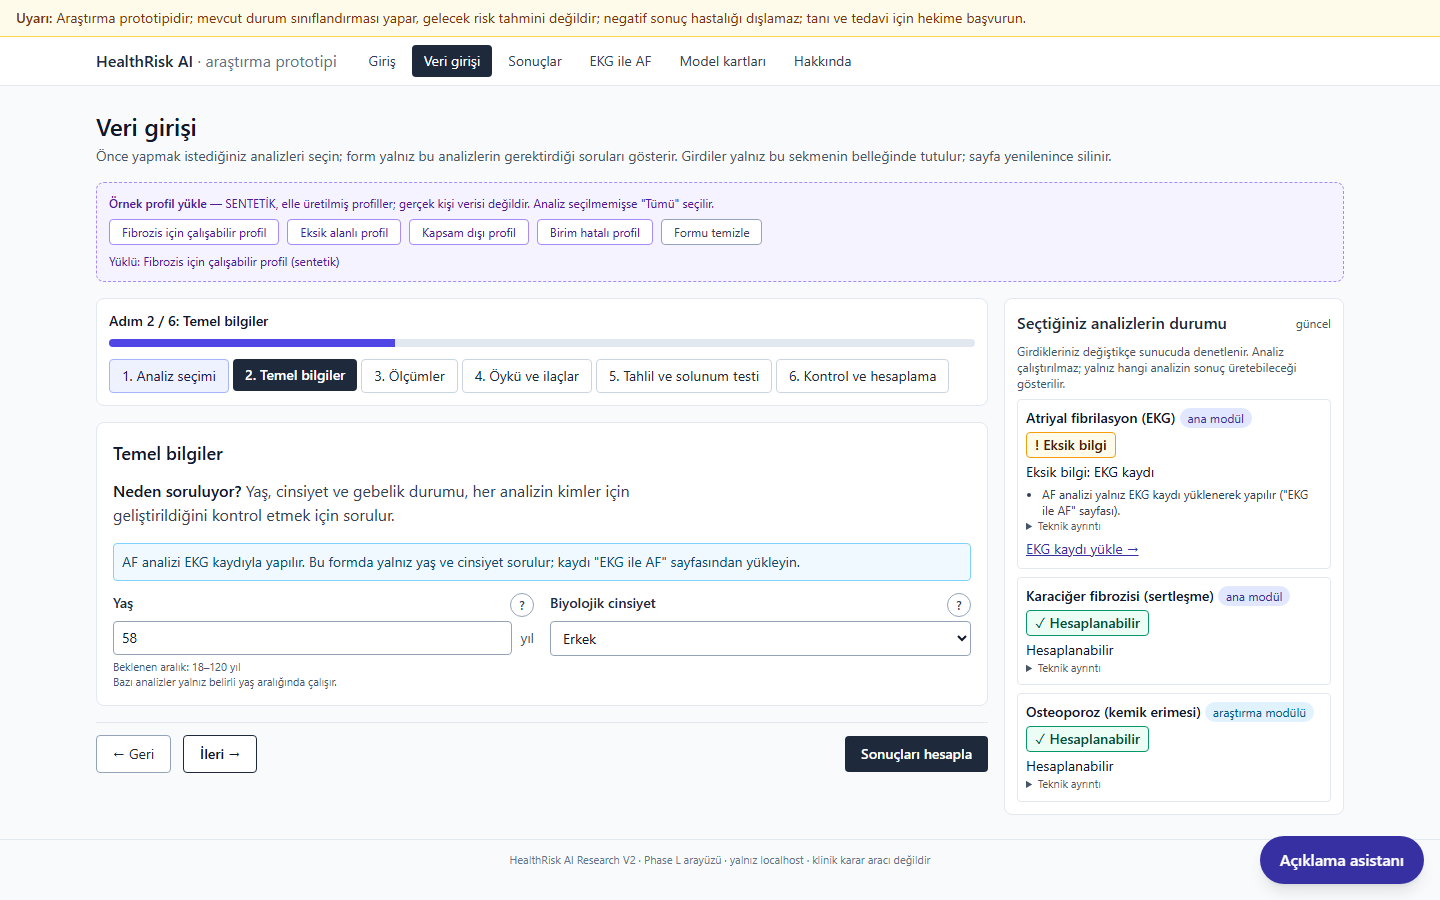 Uyarı: Araştırma prototipidir; mevcut durum sınıflandırması yapar, gelecek risk tahmini değildir; negatif sonuç hastalığı dışlamaz; tanı ve tedavi için hekime başvurun.
HealthRisk AI · araştırma prototipi
Giriş
Veri girişi
Sonuçlar
EKG ile AF
Model kartları
Hakkında
Veri girişi
Önce yapmak istediğiniz analizleri seçin; form yalnız bu analizlerin gerektirdiği soruları gösterir. Girdiler yalnız bu sekmenin belleğinde tutulur; sayfa yenilenince silinir.
Örnek profil yükle — SENTETİK, elle üretilmiş profiller; gerçek kişi verisi değildir. Analiz seçilmemişse "Tümü" seçilir.
Fibrozis için çalışabilir profil
Eksik alanlı profil
Kapsam dışı profil
Birim hatalı profil
Formu temizle
Yüklü: Fibrozis için çalışabilir profil (sentetik)
Adım 2 / 6: Temel bilgiler
1. Analiz seçimi
2. Temel bilgiler
3. Ölçümler
4. Öykü ve ilaçlar
5. Tahlil ve solunum testi
6. Kontrol ve hesaplama
Temel bilgiler
Neden soruluyor? Yaş, cinsiyet ve gebelik durumu, her analizin kimler için
geliştirildiğini kontrol etmek için sorulur.
AF analizi EKG kaydıyla yapılır. Bu formda yalnız yaş ve cinsiyet sorulur; kaydı "EKG ile AF" sayfasından yükleyin.
Yaş
?
58
yıl
Beklenen aralık: 18–120 yıl
Bazı analizler yalnız belirli yaş aralığında çalışır.
Biyolojik cinsiyet
?
Erkek
← Geri
İleri →
Sonuçları hesapla
Seçtiğiniz analizlerin durumu
güncel
Girdikleriniz değiştikçe sunucuda denetlenir. Analiz
çalıştırılmaz; yalnız hangi analizin sonuç üretebileceği
gösterilir.
Atriyal fibrilasyon (EKG) ana modül
! Eksik bilgi
Eksik bilgi: EKG kaydı
• AF analizi yalnız EKG kaydı yüklenerek yapılır ("EKG
ile AF" sayfası).
▶ Teknik ayrıntı
EKG kaydı yükle →
Karaciğer fibrozisi (sertleşme) ana modül
✓ Hesaplanabilir
Hesaplanabilir
▶ Teknik ayrıntı
Osteoporoz (kemik erimesi) araştırma modülü
✓ Hesaplanabilir
Hesaplanabilir
▶ Teknik ayrıntı
HealthRisk AI Research V2 · Phase L arayüzü · yalnız localhost · klinik karar aracı değildir
Açıklama asistanı